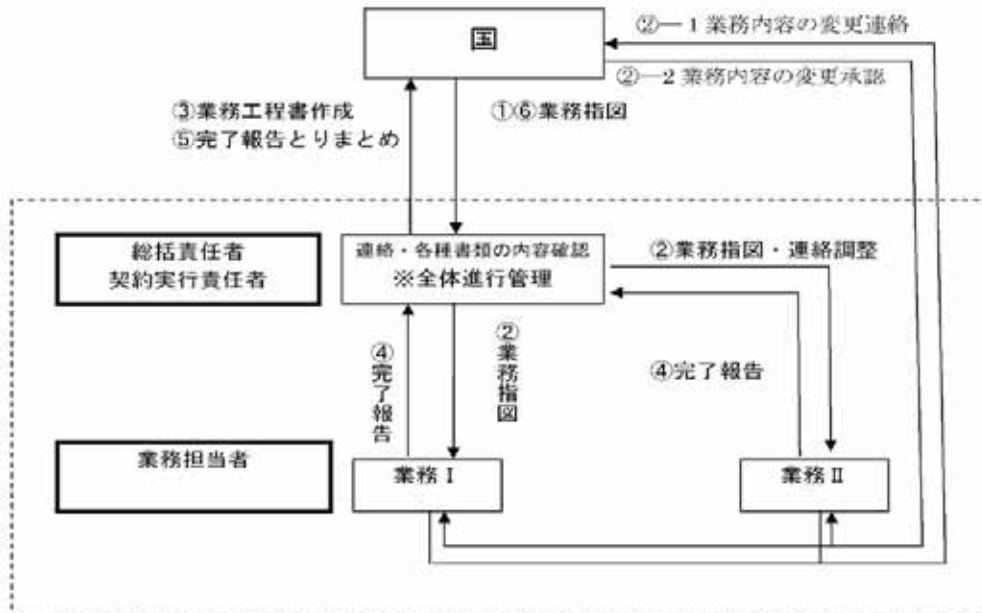 国
②―1 業務内容の変更連絡
②―2 業務内容の変更承認
③業務工程書作成
⑤完了報告とりまとめ
①⑥業務指図
総括責任者
契約実行責任者
連絡・各種書類の内容確認
※全体進行管理
②業務指図・連絡調整
④完了報告
②業務指図
④完了報告
業務担当者
業務Ⅰ
業務Ⅱ